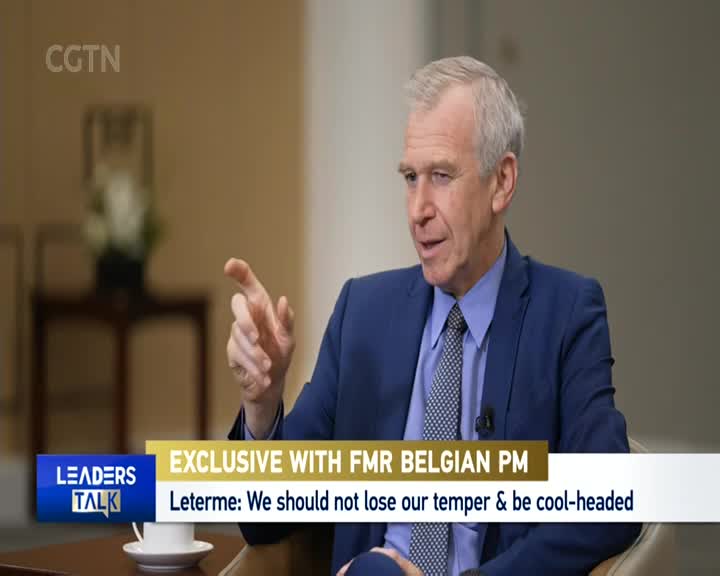 CGTN
EXCLUSIVE WITH FMR BELGIAN PM
LEADERS
TALK
Leterme: We should not lose our temper & be cool-headed